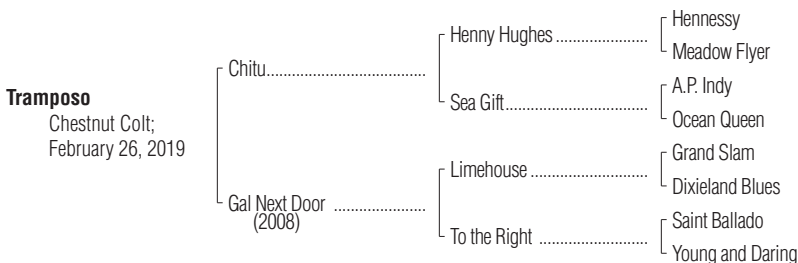 Tramposo
Chestnut Colt;
February 26, 2019
Chitu....................................................
Gal Next Door ..............................
(2008)
Henny Hughes ..............................
Sea Gift..............................................
Limehouse ......................................
To the Right ....................................
Hennessy
Meadow Flyer
A.P. Indy
Ocean Queen
Grand Slam
Dixieland Blues
Saint Ballado
Young and Daring